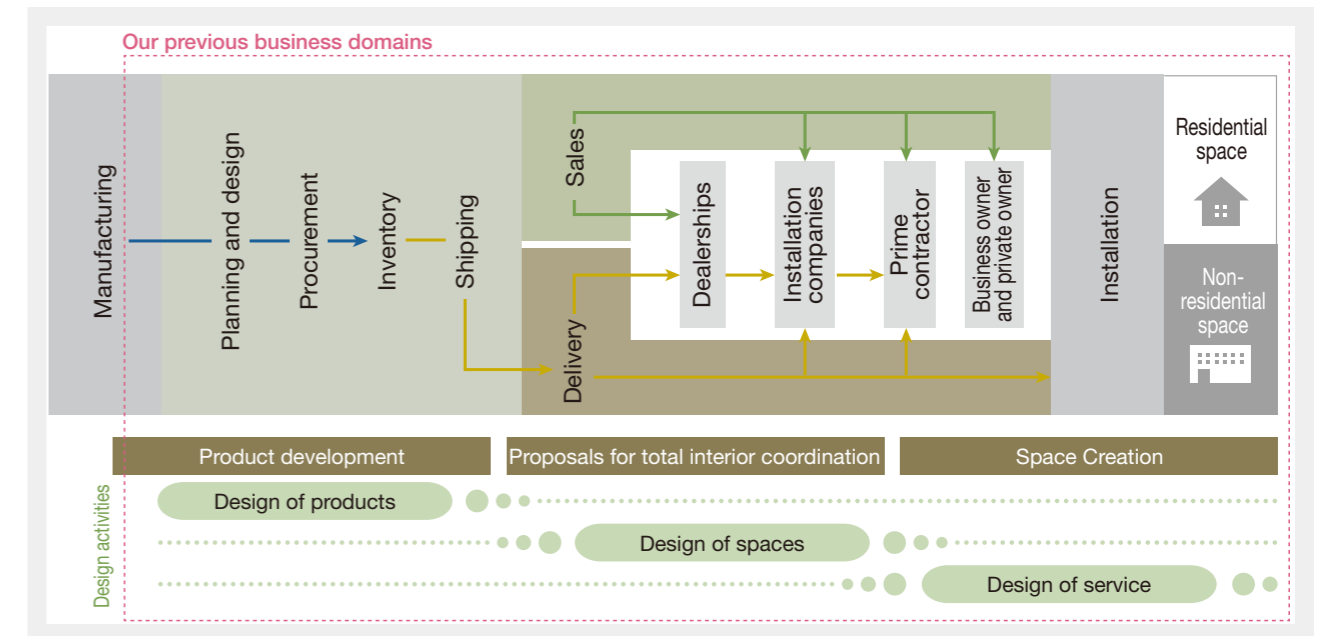 Our previous business domains
Manufacturing
Planning and design
Procurement
Inventory
Shipping
Sales
Delivery
Dealerships
Installation
companies
Prime
contractor
Business owner
and private owner
Installation
Residential
space
Non-
residential
space
Product development
Proposals for total interior coordination
Space Creation
Design activities
Design of products
Design of spaces
Design of service